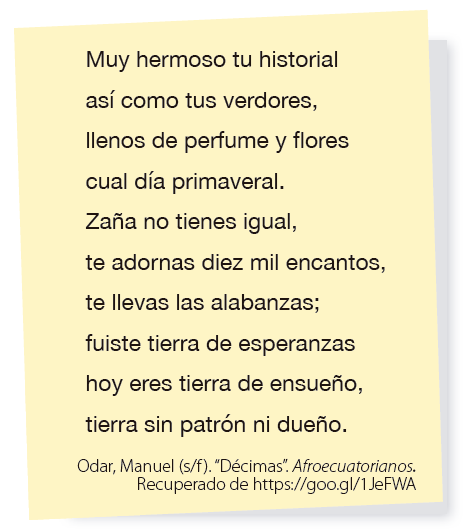 Muy hermoso tu historial
así como tus verdores,
llenos de perfume y flores
cual día primaveral.
Zaña no tienes igual,
te adornas diez mil encantos,
te llevas las alabanzas;
fuiste tierra de esperanzas
hoy eres tierra de ensueño,
tierra sin patrón ni dueño.
Odar, Manuel (s/f). “Décimas”. Afroecuatorianos.
Recuperado de https://goo.gl/1JeFWA